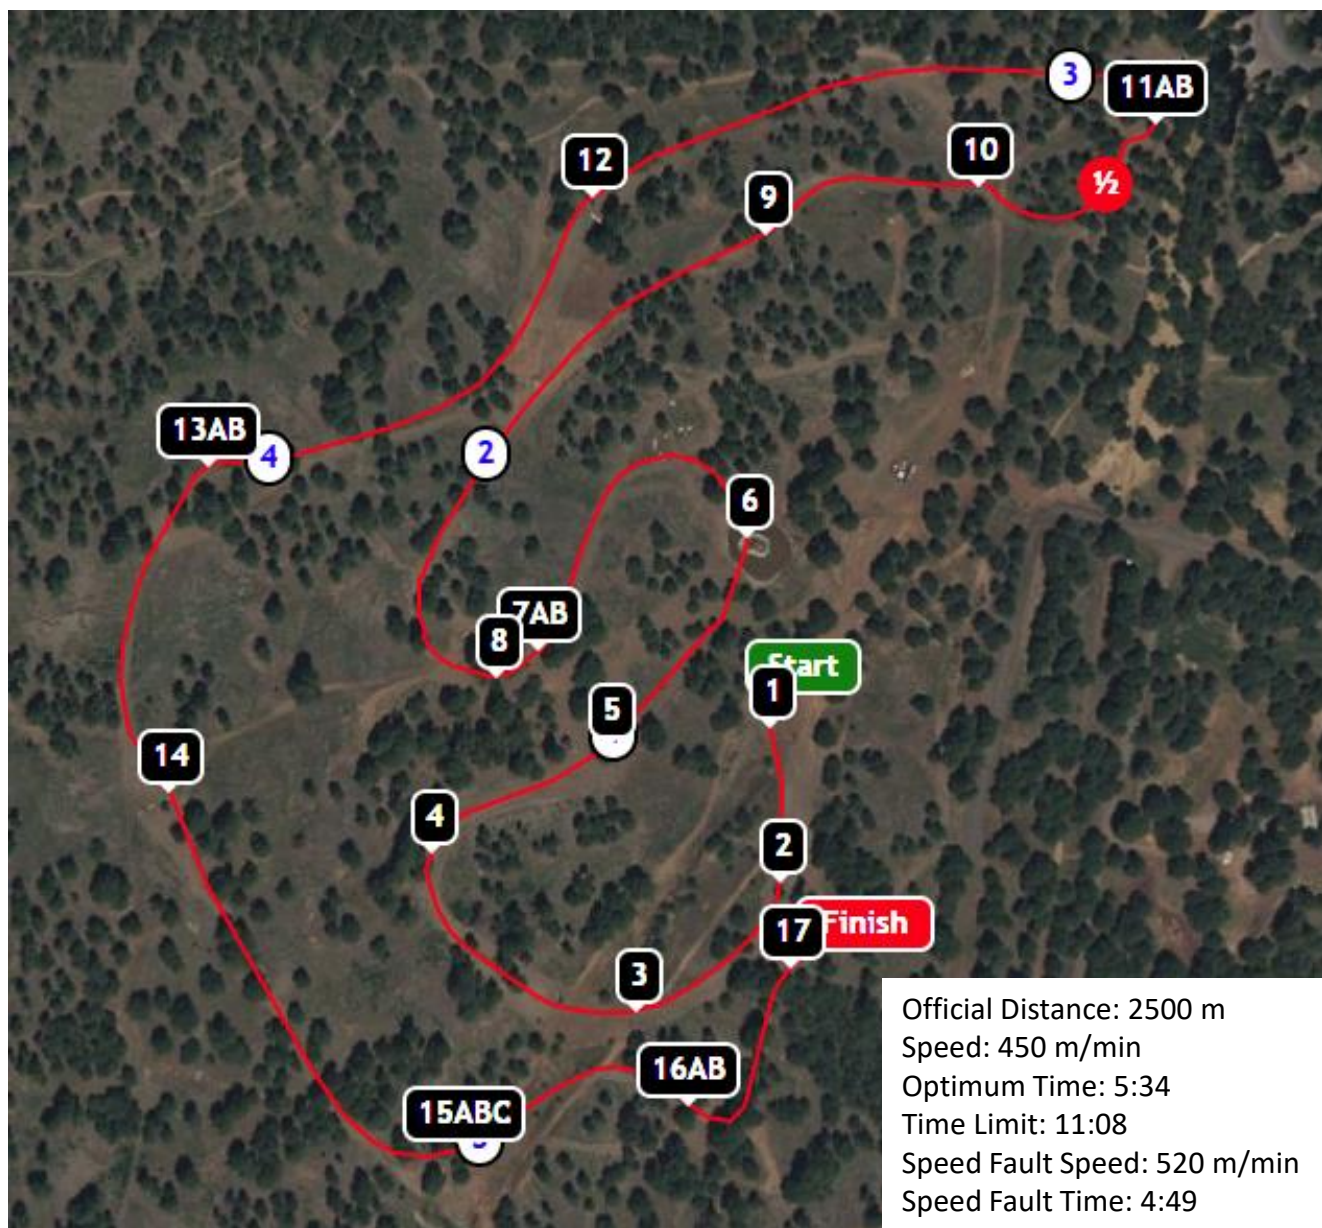 3
11AB
12
10
½
9
13AB
4
2
6
7AB
8
Start
1
5
14
4
2
17
Finish
3
16AB
15ABC
Official Distance: 2500 m
Speed: 450 m/min
Optimum Time: 5:34
Time Limit: 11:08
Speed Fault Speed: 520 m/min
Speed Fault Time: 4:49